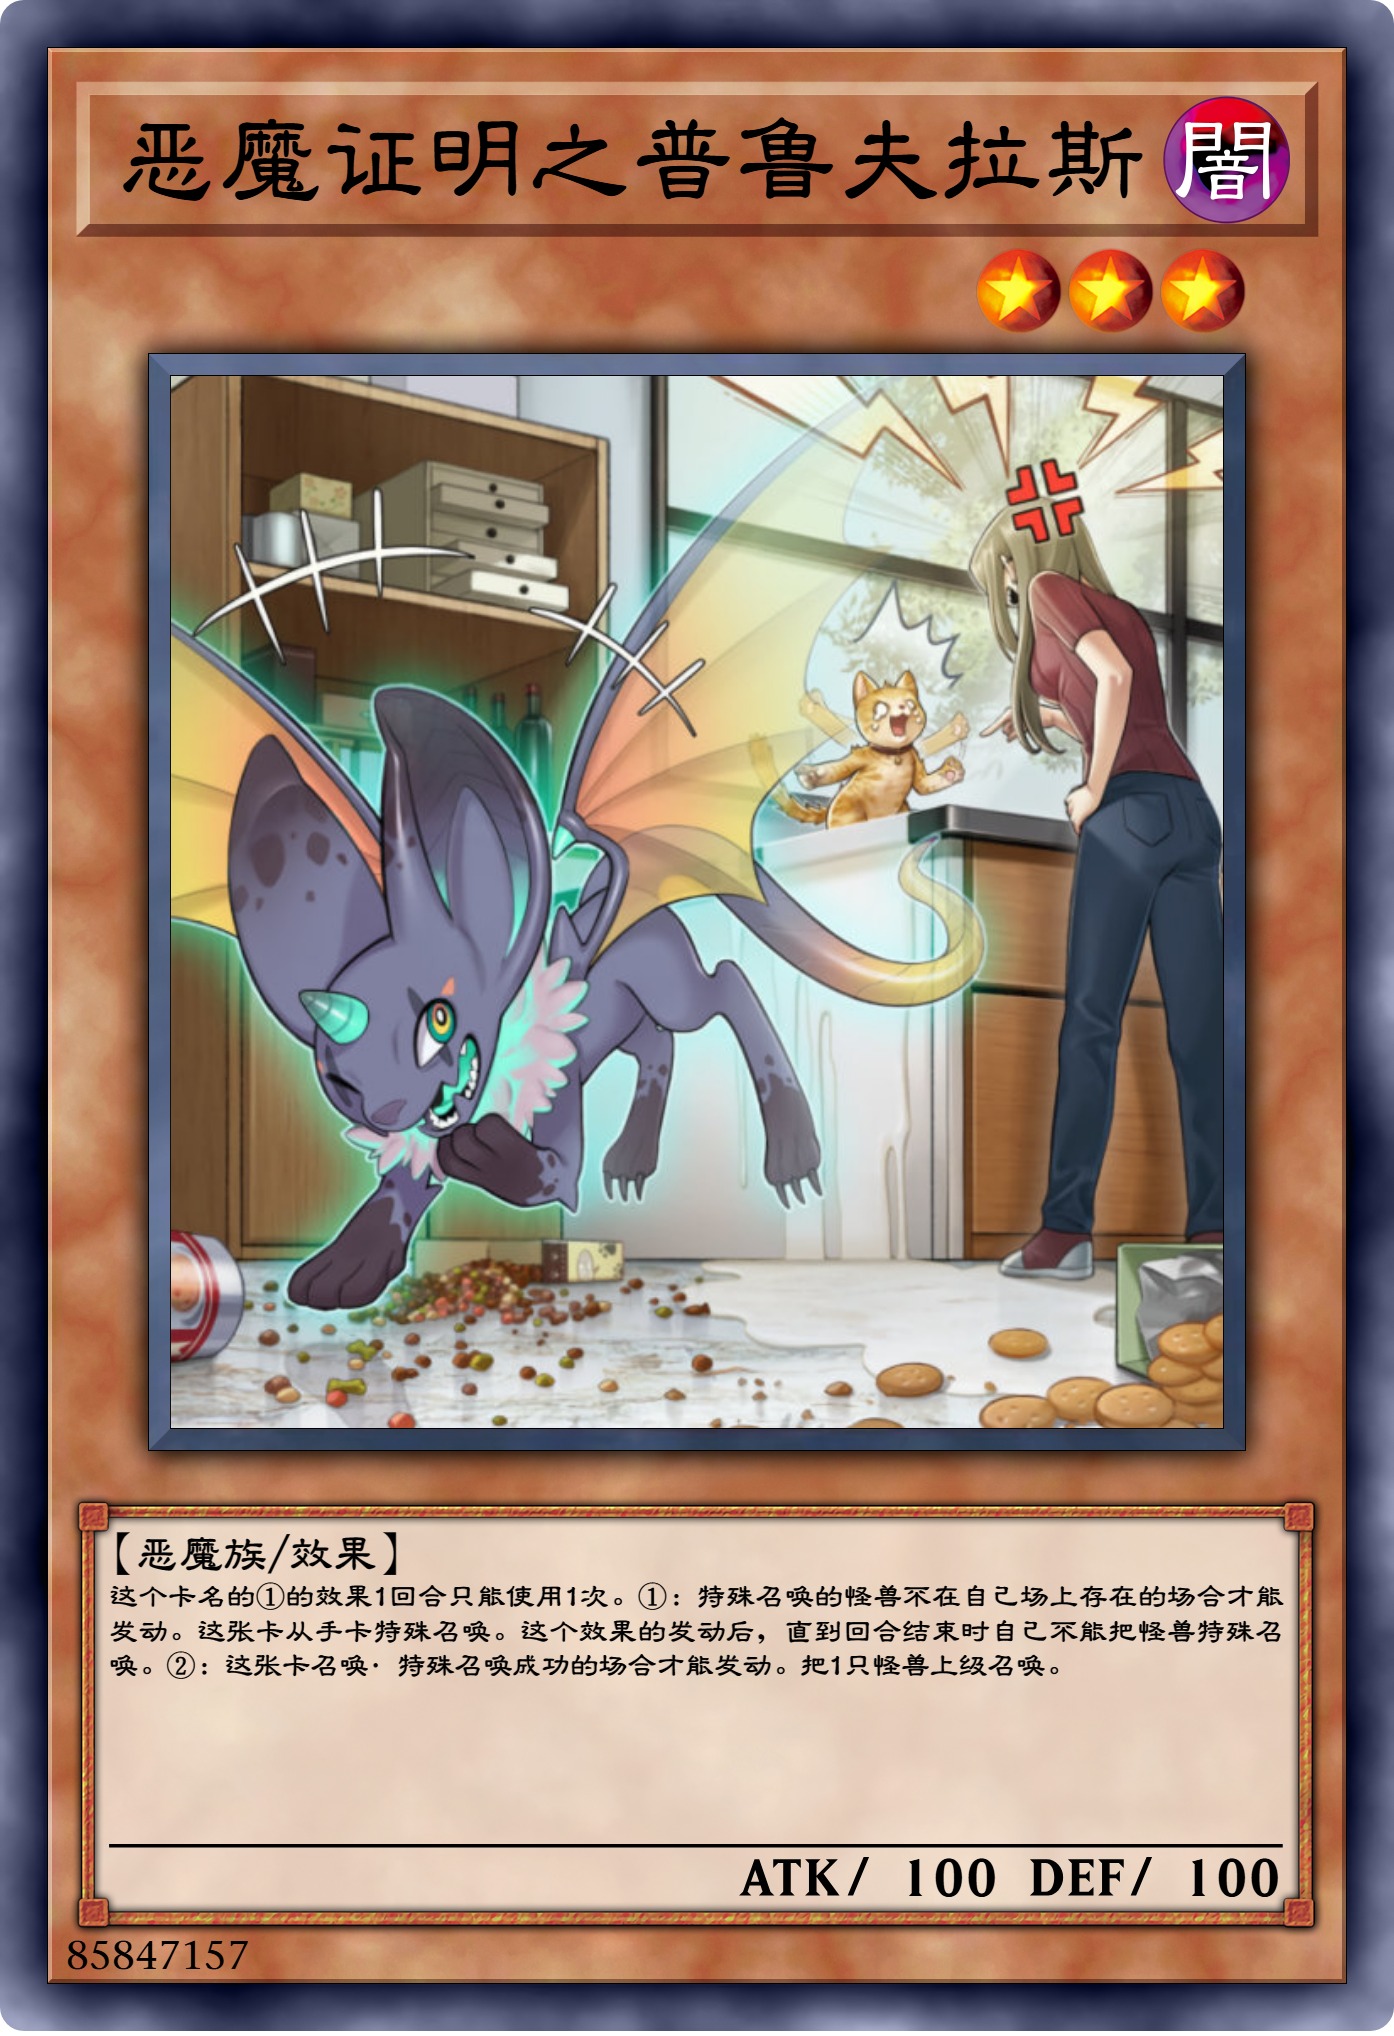 恶魔证明之普鲁夫拉斯 闇
【恶魔族/效果】
这个卡名的①的效果1回合只能使用1次。①：特殊召唤的怪兽不在自己场上存在的场合才能
发动。这张卡从手卡特殊召唤。这个效果的发动后，直到回合结束时自己不能把怪兽特殊召
唤。②：这张卡召唤·特殊召唤成功的场合才能发动。把1只怪兽上级召唤。
ATK/ 100 DEF/ 100
85847157